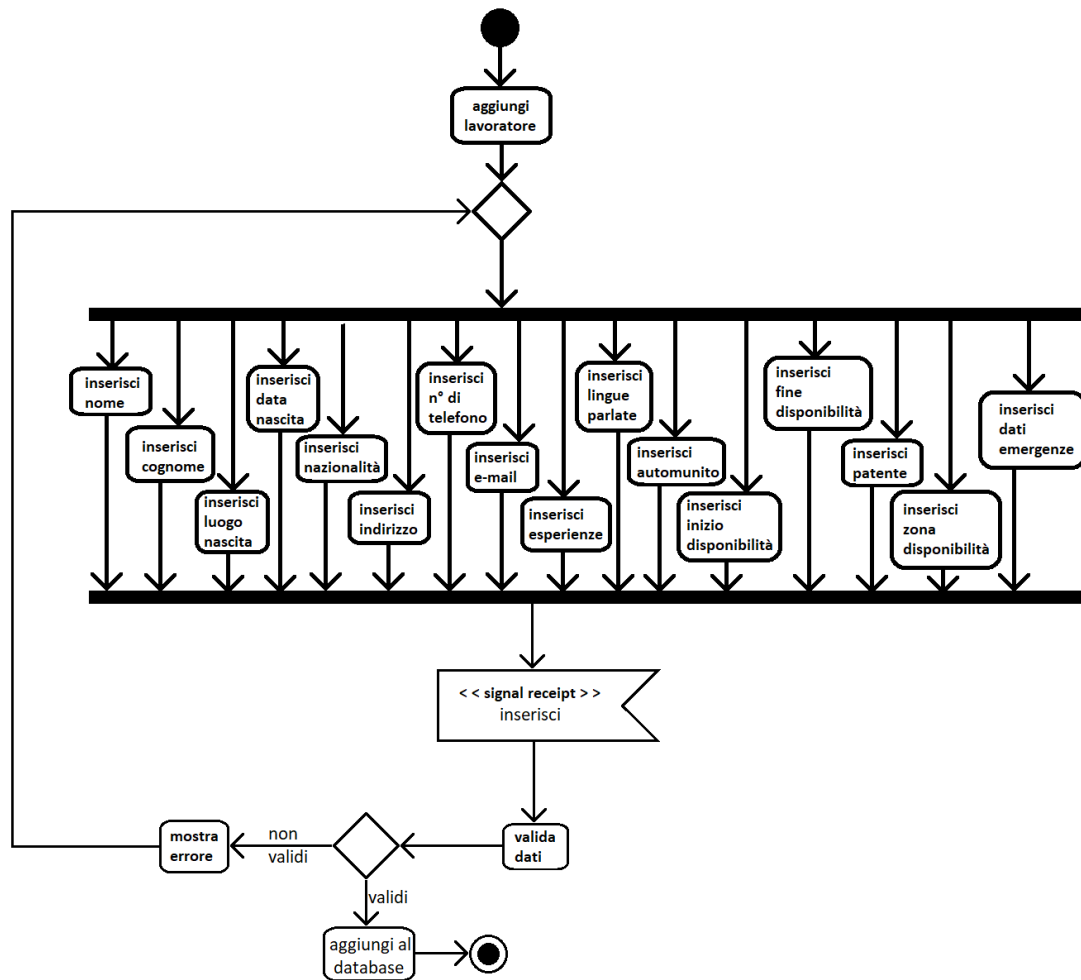 aggiungi
lavoratore
inserisci
nome
inserisci
cognome
inserisci
luogo
nascita
inserisci
data
nascita
inserisci
nazionalità
inserisci
indirizzo
inserisci
n° di
telefono
inserisci
e-mail
inserisci
esperienze
inserisci
lingue
parlate
inserisci
automunito
inserisci
inizio
disponibilità
inserisci
fine
disponibilità
inserisci
patente
inserisci
zona
disponibilità
inserisci
dati
emergenze
< < signal receipt > >
inserisci
valida
dati
non
validi
mostra
errore
validi
aggiungi al
database